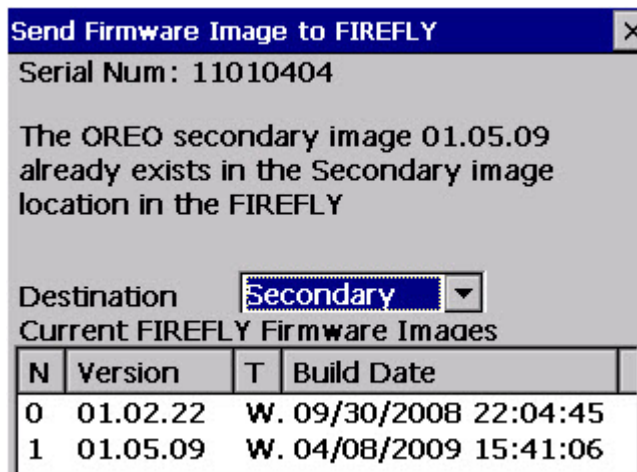 Send Firmware Image to FIREFLY
Serial Num: 11010404
The OREO secondary image 01.05.09
already exists in the Secondary image
location in the FIREFLY
Destination Secondary
Current FIREFLY Firmware Images
N Version T Build Date
0 01.02.22 W. 09/30/2008 22:04:45
1 01.05.09 W. 04/08/2009 15:41:06